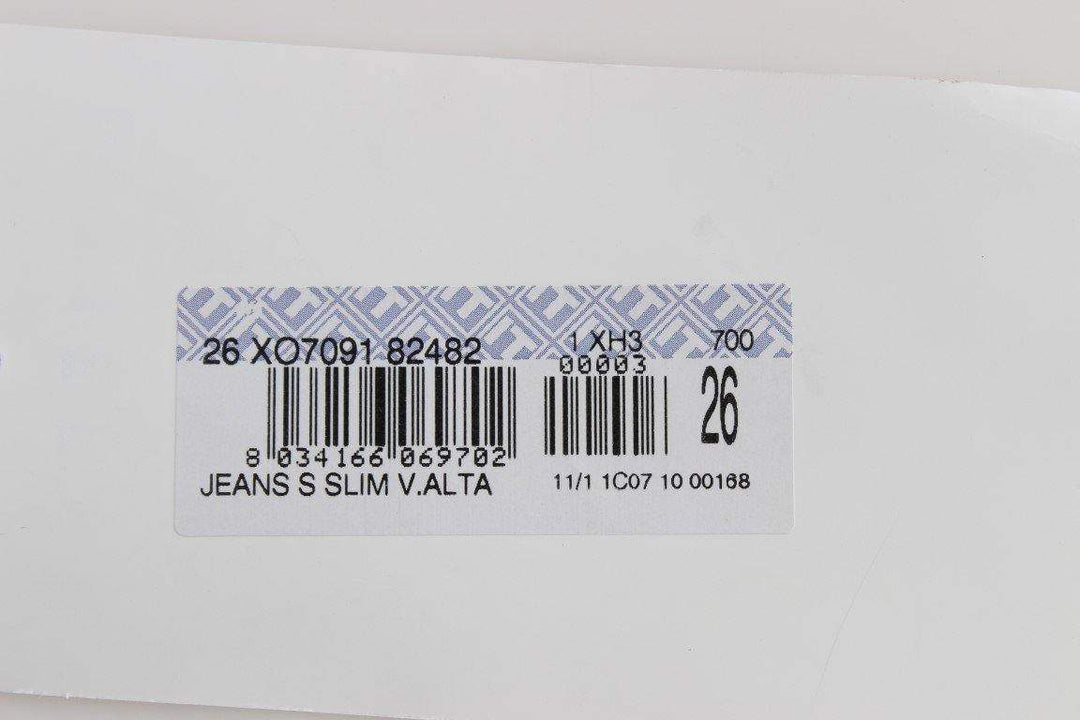 26 XO7091 82482
1 XH3 700
00003
26
8 034166 069702
JEANS S SLIM V.ALTA
11/1 1C07 10 00168